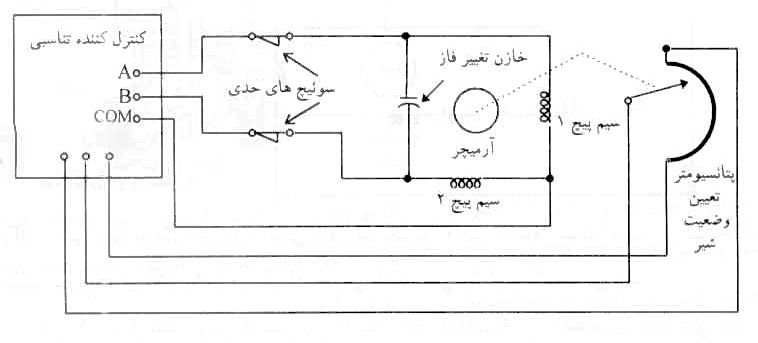 کنترل کننده تناسبی
A
B
COM
سوئیچ های حدی
خازن تغییر فاز
آرمیچر
سیم پیچ ۱
سیم پیچ ۲
پتانسیومتر
تعیین
وضعیت
شیر